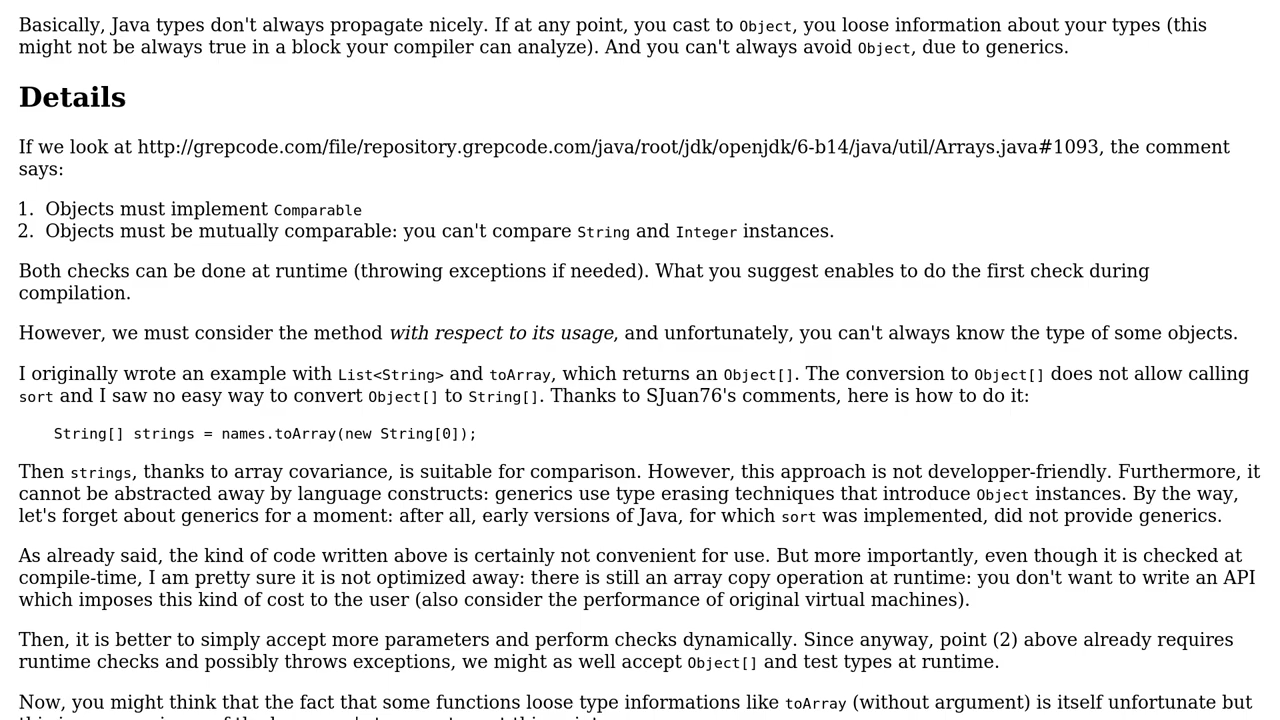 Basically, Java types don't always propagate nicely. If at any point, you cast to Object, you loose information about your types (this
might not be always true in a block your compiler can analyze). And you can't always avoid Object, due to generics.
Details
If we look at http://grepcode.com/file/repository.grepcode.com/java/root/jdk/openjdk/6-b14/java/util/Arrays.java#1093, the comment
says:
1. Objects must implement Comparable
2. Objects must be mutually comparable: you can't compare String and Integer instances.
Both checks can be done at runtime (throwing exceptions if needed). What you suggest enables to do the first check during
compilation.
However, we must consider the method with respect to its usage, and unfortunately, you can't always know the type of some objects.
I originally wrote an example with List<String> and toArray, which returns an Object[]. The conversion to Object[] does not allow calling
sort and I saw no easy way to convert Object[] to String[]. Thanks to SJuan76's comments, here is how to do it:
String[] strings = names.toArray(new String[0]);
Then strings, thanks to array covariance, is suitable for comparison. However, this approach is not developper-friendly. Furthermore, it
cannot be abstracted away by language constructs: generics use type erasing techniques that introduce Object instances. By the way,
let's forget about generics for a moment: after all, early versions of Java, for which sort was implemented, did not provide generics.
As already said, the kind of code written above is certainly not convenient for use. But more importantly, even though it is checked at
compile-time, I am pretty sure it is not optimized away: there is still an array copy operation at runtime: you don't want to write an API
which imposes this kind of cost to the user (also consider the performance of original virtual machines).
Then, it is better to simply accept more parameters and perform checks dynamically. Since anyway, point (2) above already requires
runtime checks and possibly throws exceptions, we might as well accept Object[] and test types at runtime.
Now, you might think that the fact that some functions loose type informations like toArray (without argument) is itself unfortunate but